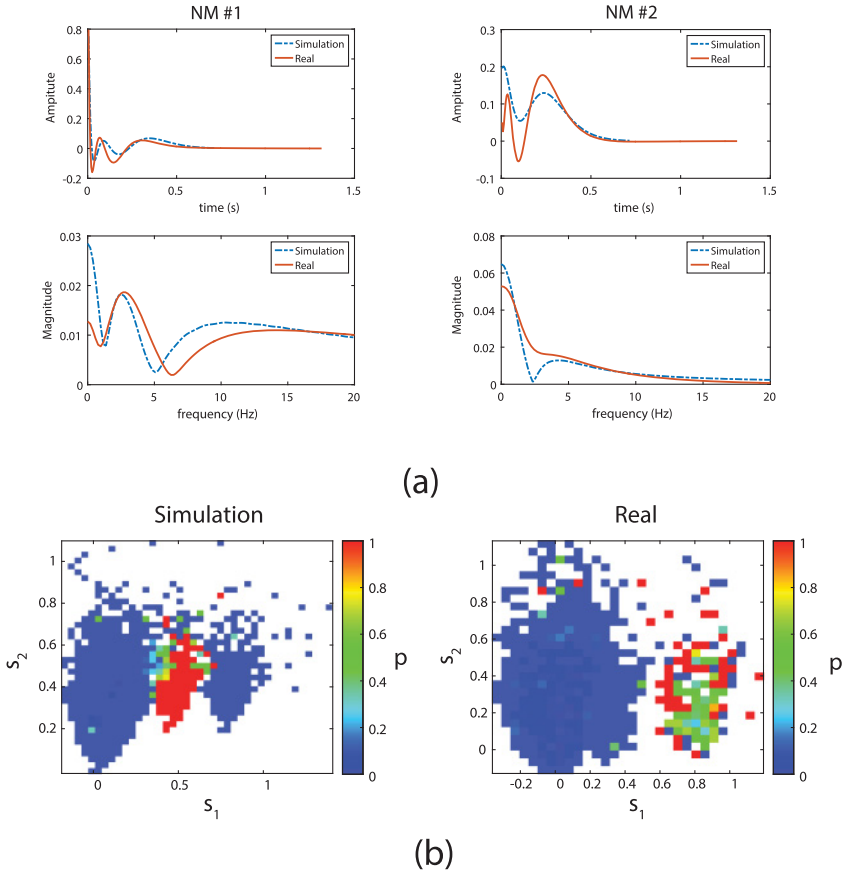 NM #1
NM #2
0.8
0.6
0.4
0.2
0
-0.2
Ampitute
0
0.5
1
1.5
time (s)
Simulation
Real
0.3
0.2
0.1
0
-0.1
Ampitute
0
0.5
1
1.5
time (s)
Simulation
Real
0.03
0.02
0.01
0
Magnitude
0
5
10
15
20
frequency (Hz)
Simulation
Real
0.08
0.06
0.04
0.02
0
Magnitude
0
5
10
15
20
frequency (Hz)
Simulation
Real
(a)
Simulation
Real
1
0.8
0.6
0.4
0.2
s2
0
0.5
1
s1
1
0.8
0.6
0.4
0.2
0
p
1
0.8
0.6
0.4
0.2
0
s2
-0.2
0
0.2
0.4
0.6
0.8
1
s1
1
0.8
0.6
0.4
0.2
0
p
(b)